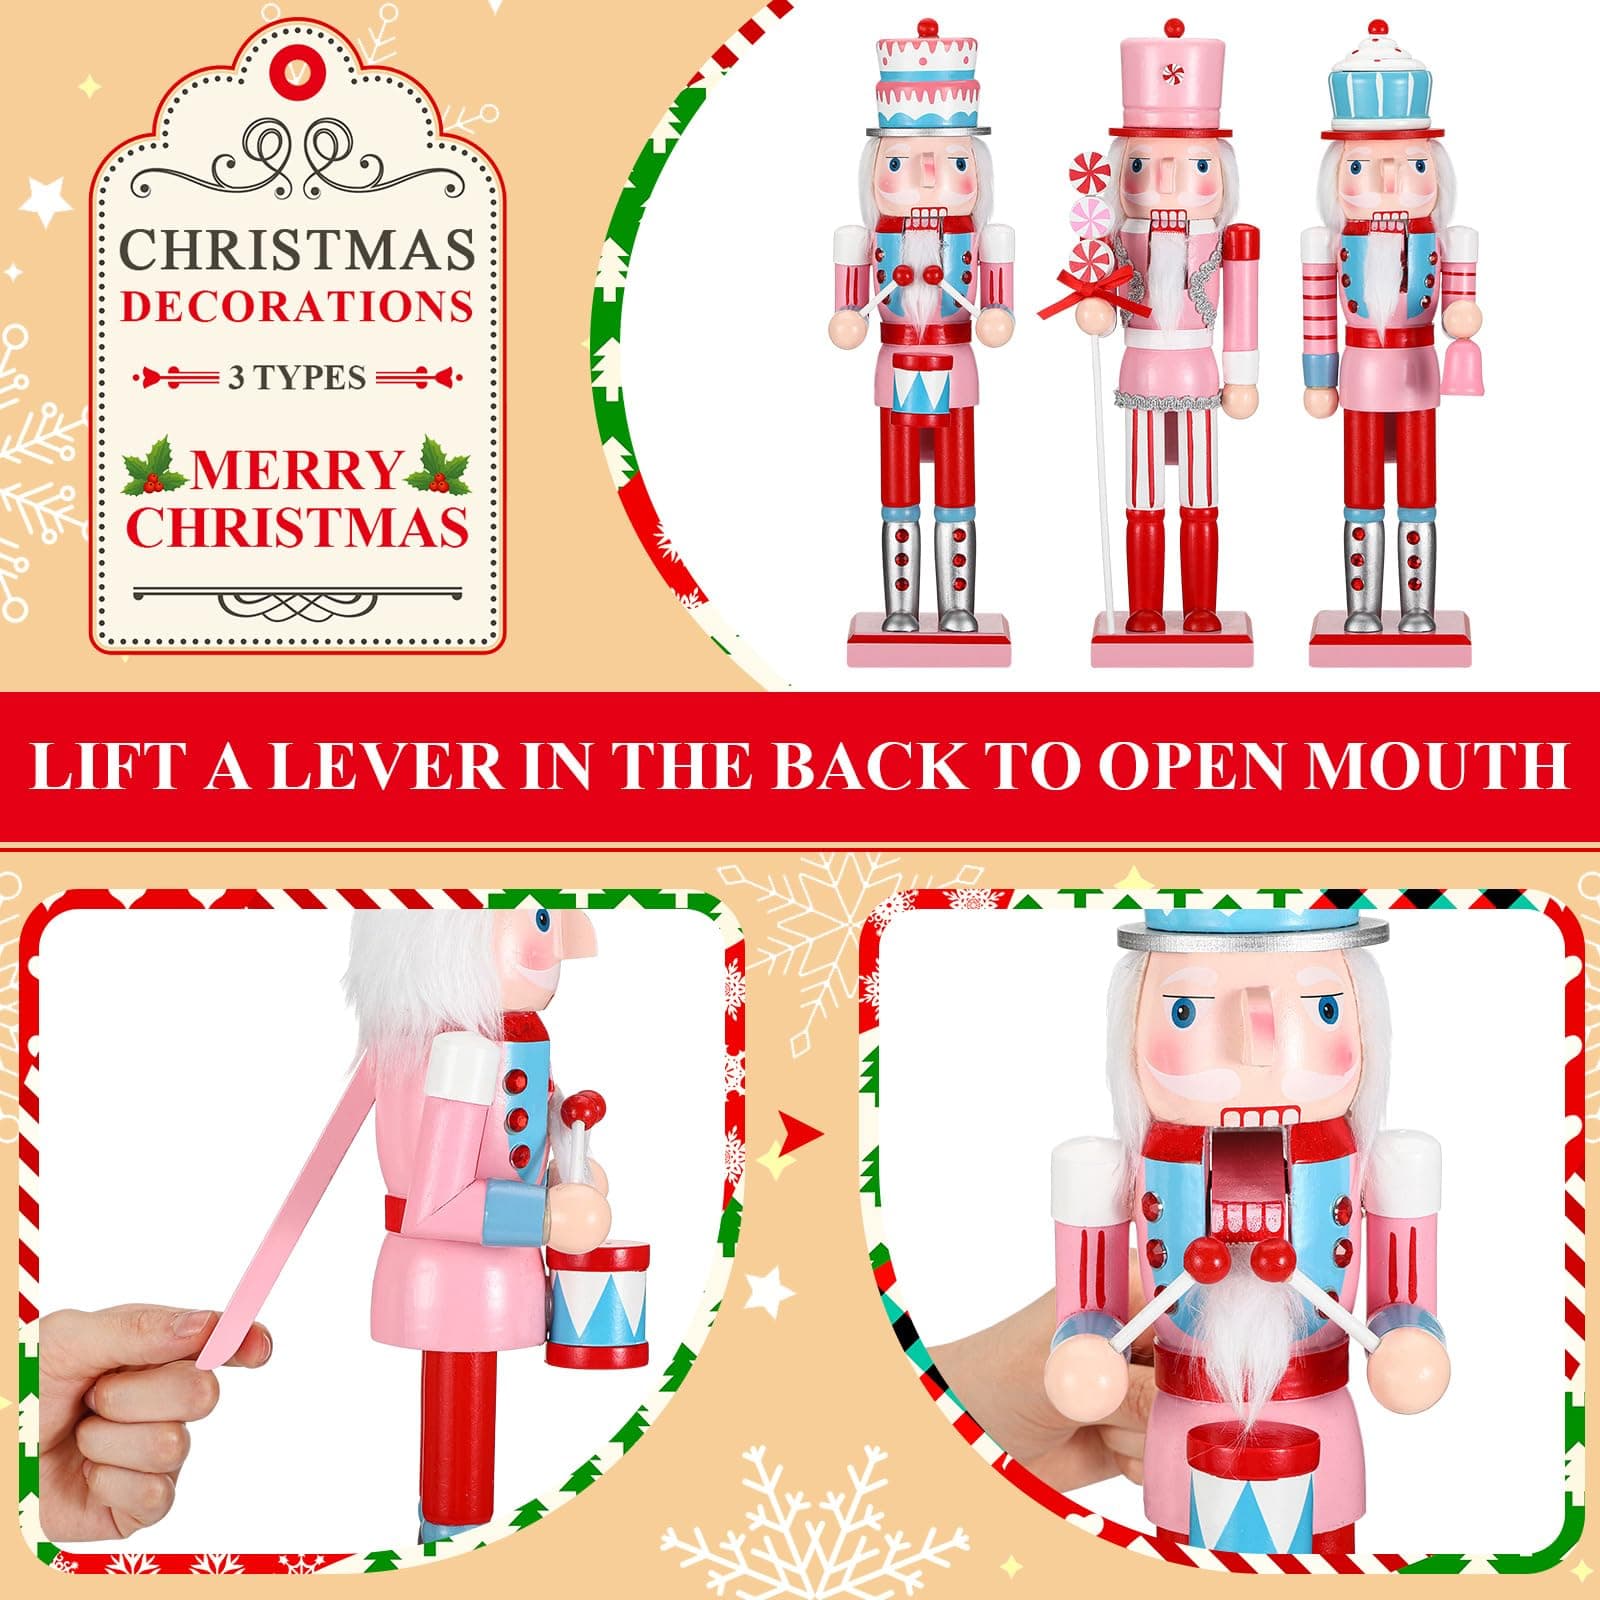 CHRISTMAS
DECORATIONS
3 TYPES
MERRY
CHRISTMAS
LIFT A LEVER IN THE BACK TO OPEN MOUTH